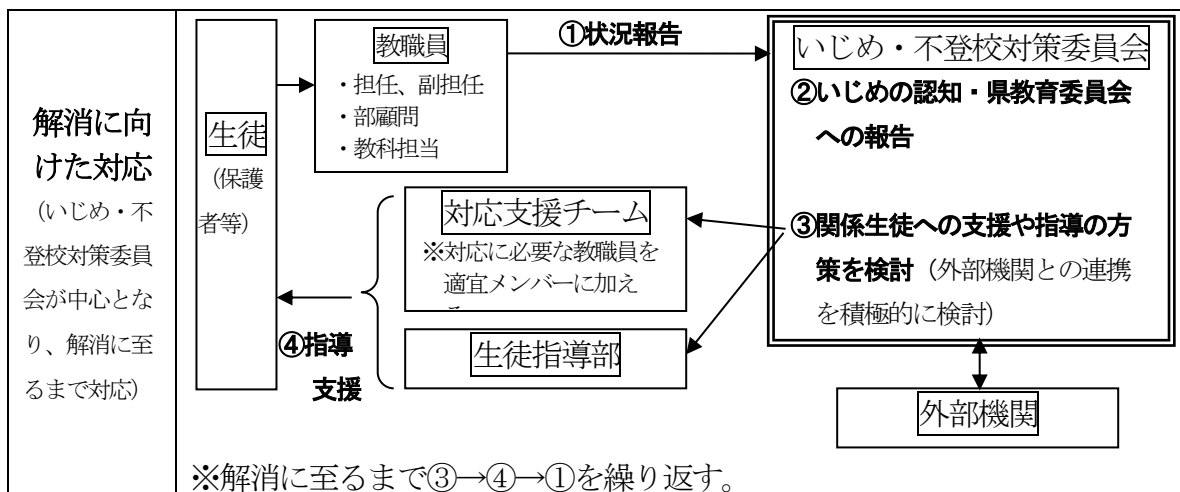 解消に向
けた対応
（いじめ・不
登校対策委員
会が中心とな
り、解消に至
るまで対応）
生徒
（保護
者等）
教職員
・担任、副担任
・部顧問
・教科担当
①状況報告
いじめ・不登校対策委員会
②いじめの認知・県教育委員会
への報告
③関係生徒への支援や指導の方
策を検討（外部機関との連携
を積極的に検討）
対応支援チーム
※対応に必要な教職員を
適宜メンバーに加え
生徒指導部
④指導
支援
外部機関
※解消に至るまで③→④→①を繰り返す。